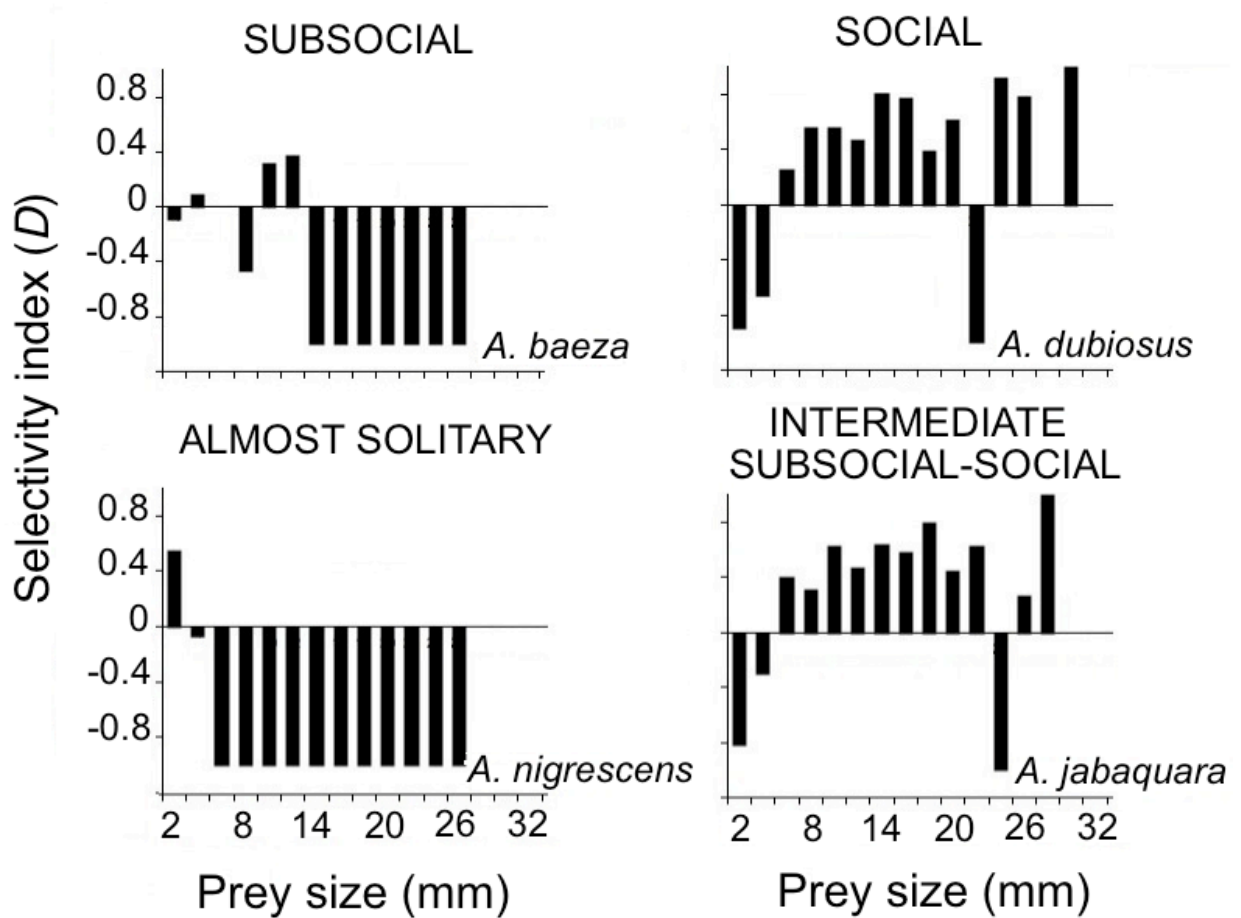 SUBSOCIAL
0.8
0.4
0
-0.4
-0.8
A. baeza
SOCIAL
A. dubiosus
Selectivity index (D)
ALMOST SOLITARY
0.8
0.4
0
-0.4
-0.8
A. nigrescens
2 8 14 20 26 32
Prey size (mm)
INTERMEDIATE
SUBSOCIAL-SOCIAL
A. jabaquara
2 8 14 20 26 32
Prey size (mm)